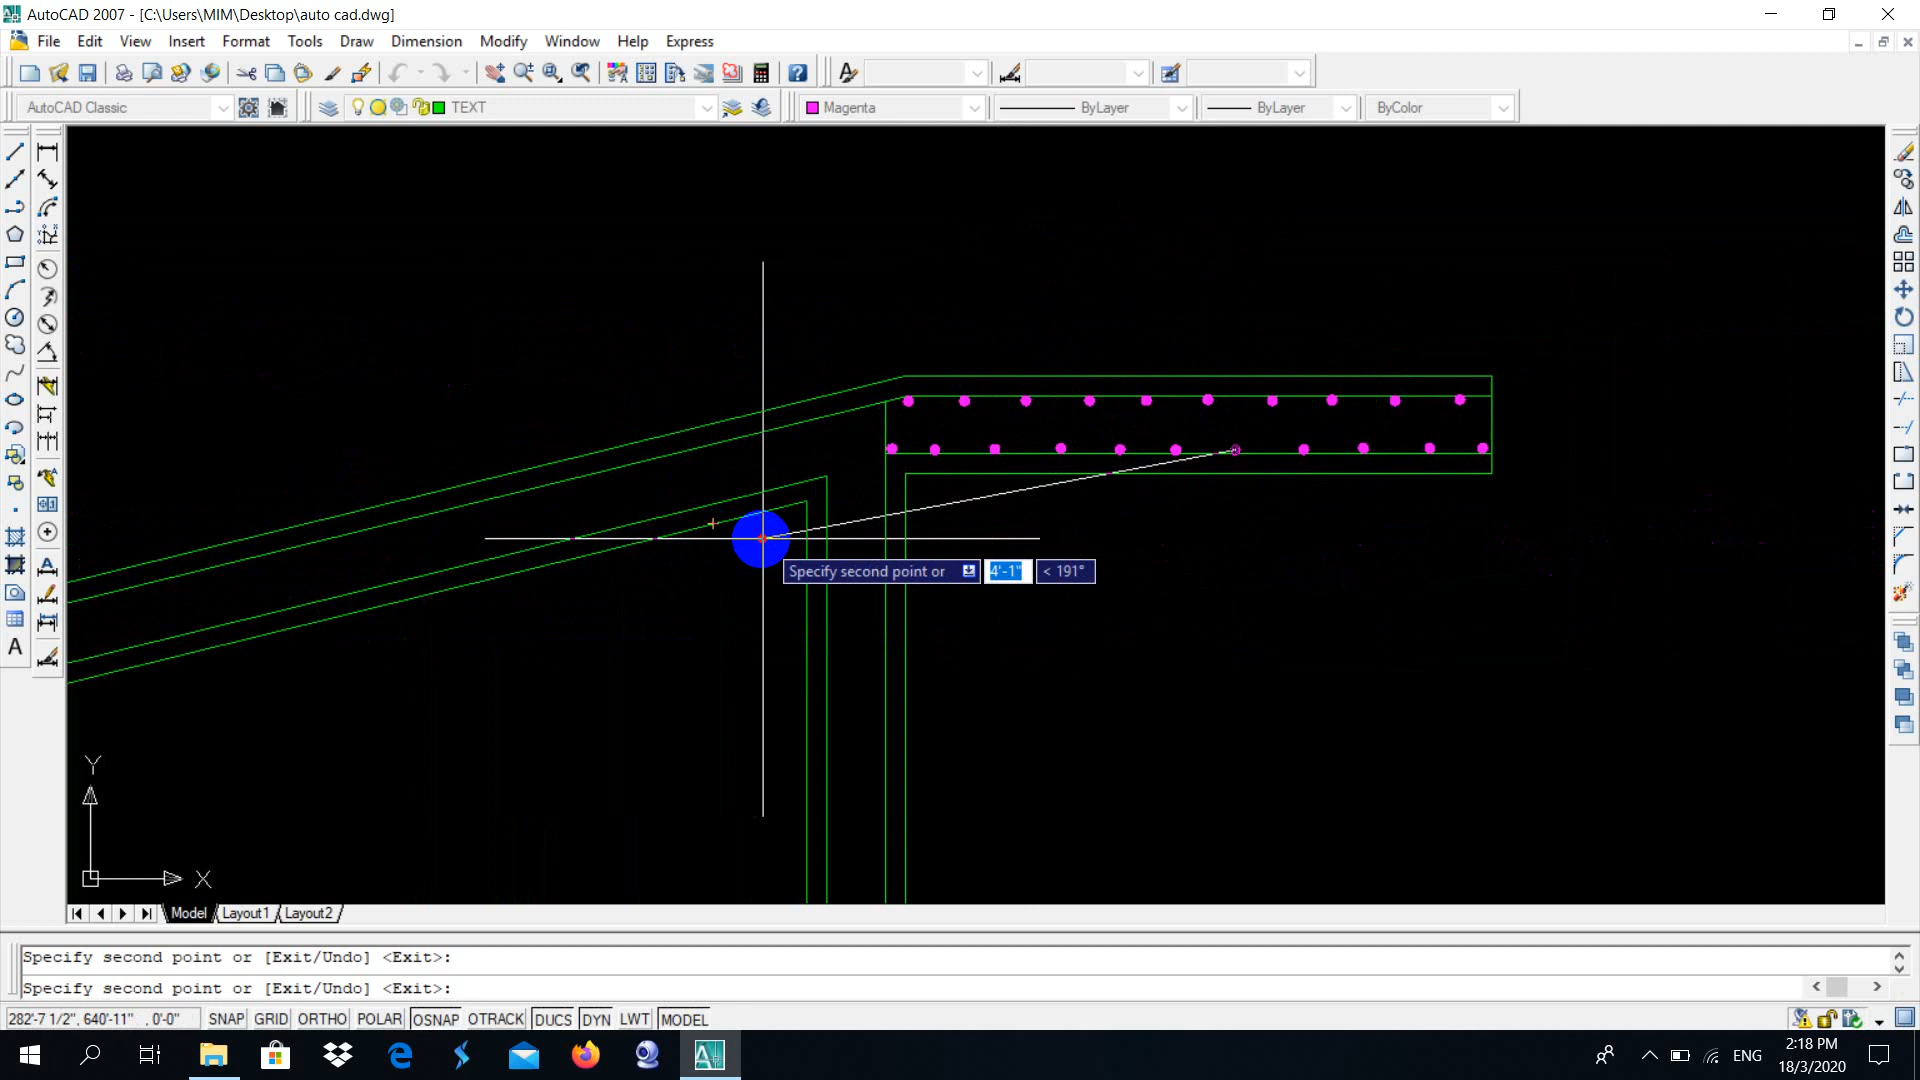 AutoCAD 2007 - [C:\Users\MIM\Desktop\auto cad.dwg]
File Edit View Insert Format Tools Draw Dimension Modify Window Help Express
AutoCAD Classic TEXT Magenta ByLayer ByLayer ByColor
Specify second point or 4'-1" < 191°
Y
X
Model Layout1 Layout2
Specify second point or [Exit/Undo] <Exit>:
Specify second point or [Exit/Undo] <Exit>:
282'-7 1/2", 640'-11" , 0'-0" SNAP GRID ORTHO POLAR OSNAP OTRACK DUCS DYN LWT MODEL
ENG
2:18 PM
18/3/2020